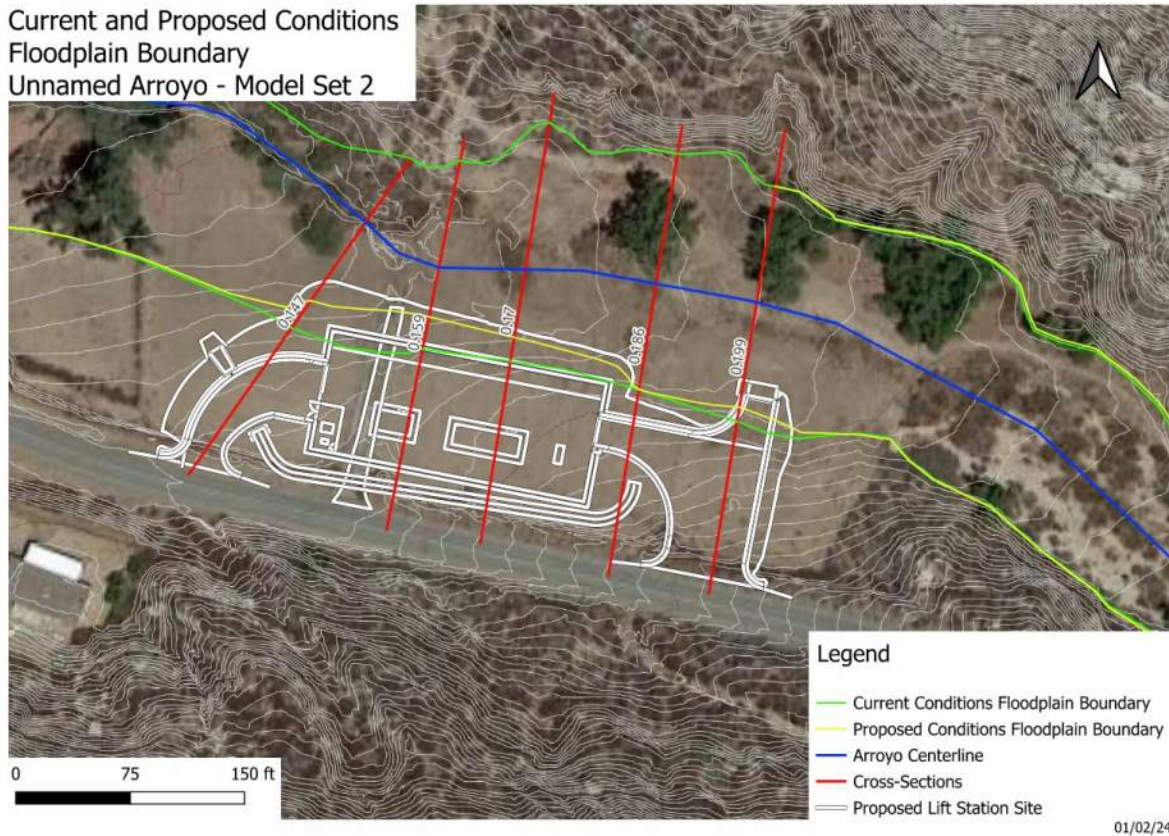 Current and Proposed Conditions
Floodplain Boundary
Unnamed Arroyo - Model Set 2
0.147
0.159
0.17
0.186
0.199
Legend
Current Conditions Floodplain Boundary
Proposed Conditions Floodplain Boundary
Arroyo Centerline
Cross-Sections
Proposed Lift Station Site
0 75 150 ft
01/02/24